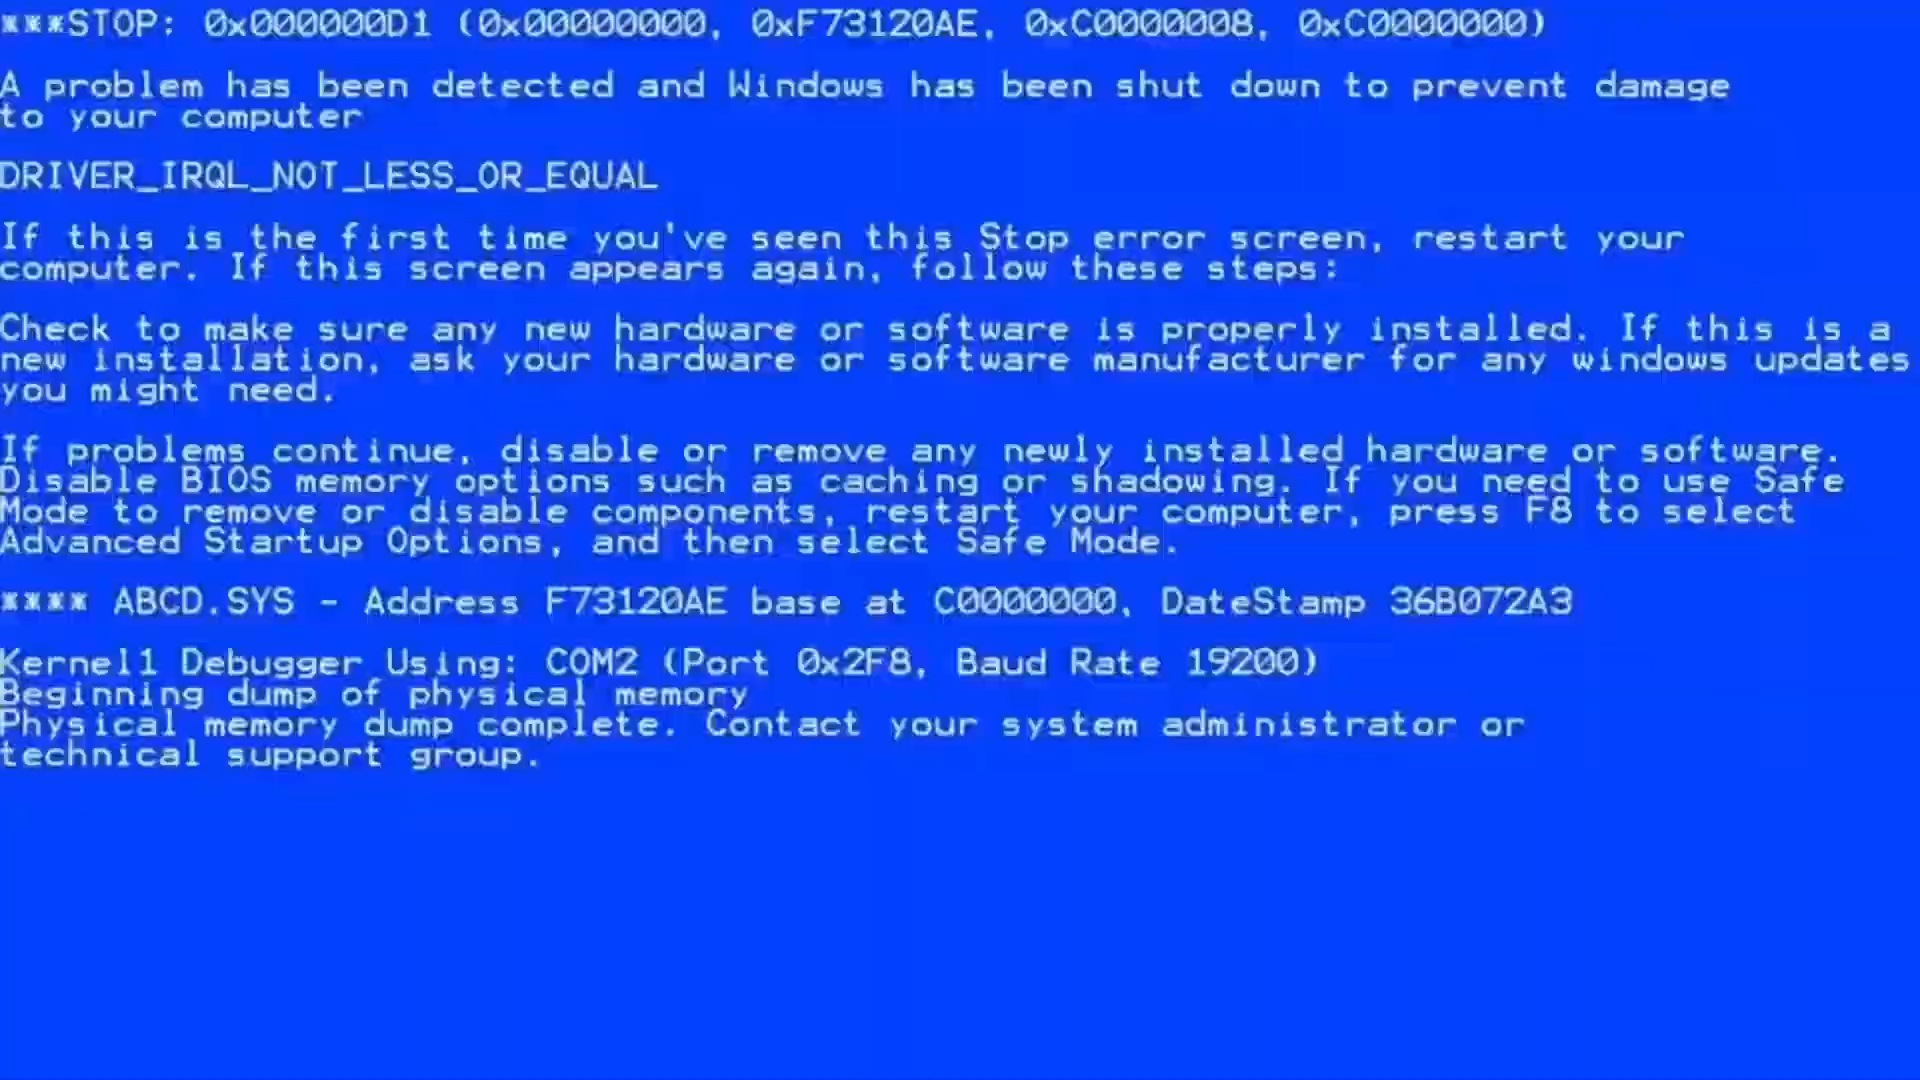 ***STOP: 0x000000D1 (0x00000000, 0xF73120AE, 0xC0000008, 0xC0000000)
A problem has been detected and Windows has been shut down to prevent damage
to your computer
DRIVER_IRQL_NOT_LESS_OR_EQUAL
If this is the first time you've seen this Stop error screen, restart your
computer. If this screen appears again, follow these steps:
Check to make sure any new hardware or software is properly installed. If this is a
new installation, ask your hardware or software manufacturer for any windows updates
you might need.
If problems continue, disable or remove any newly installed hardware or software.
Disable BIOS memory options such as caching or shadowing. If you need to use Safe
Mode to remove or disable components, restart your computer, press F8 to select
Advanced Startup Options, and then select Safe Mode.
**** ABCD.SYS - Address F73120AE base at C0000000, DateStamp 36B072A3
Kernel1 Debugger Using: COM2 (Port 0x2F8, Baud Rate 19200)
Beginning dump of physical memory
Physical memory dump complete. Contact your system administrator or
technical support group.